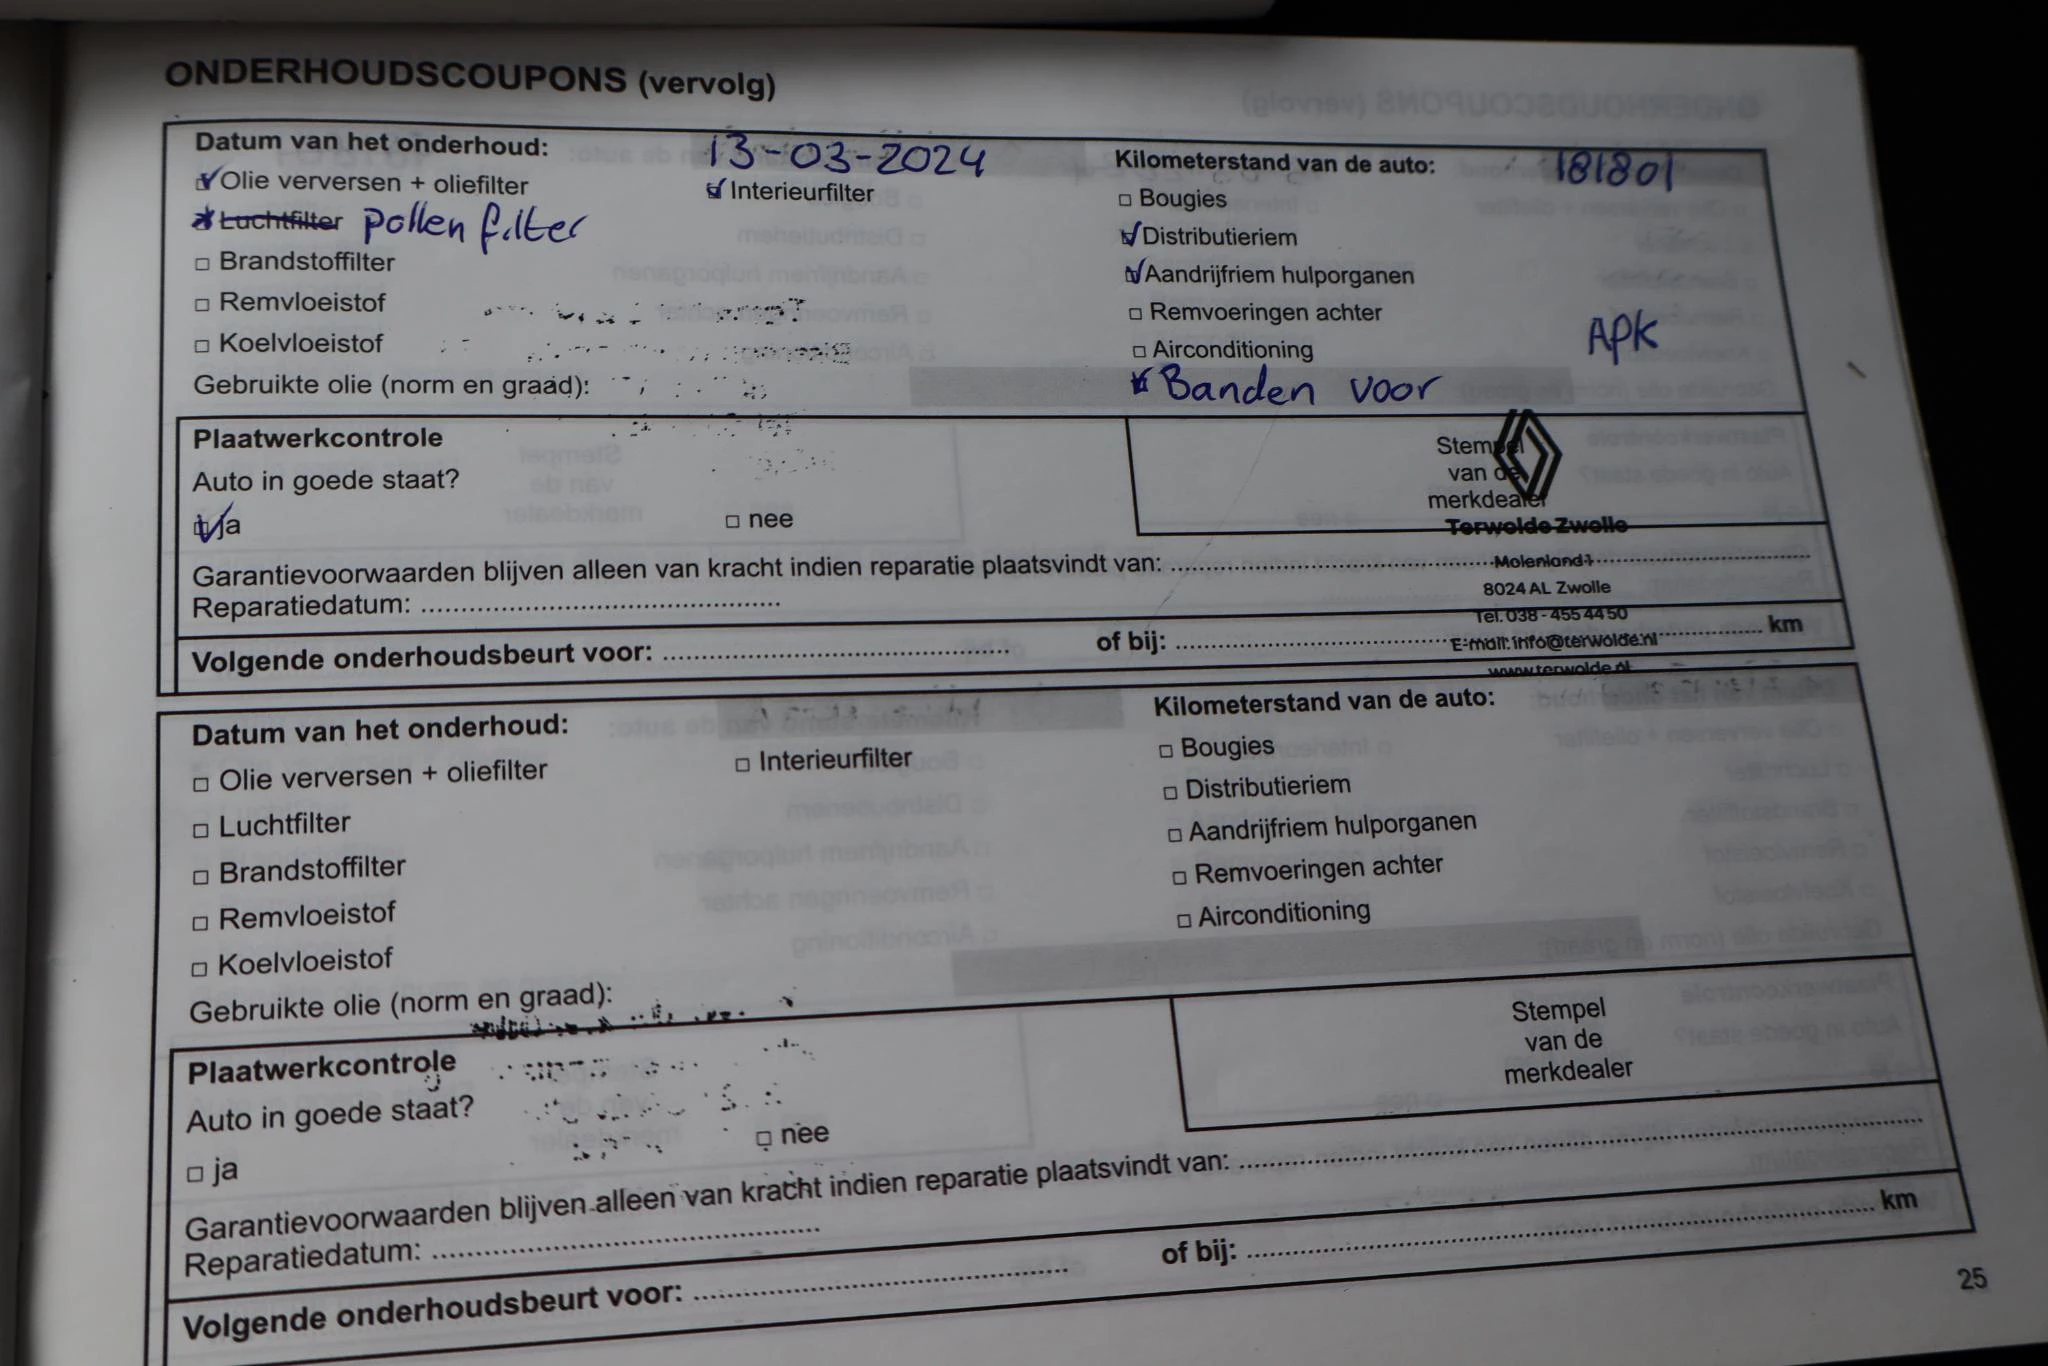 ONDERHOUDSCOUPONS (vervolg)
Datum van het onderhoud: 13-03-2024 Kilometerstand van de auto: 181801
Olie verversen + oliefilter Interieurfilter Bougies
Luchtfilter pollen filter Distributieriem
Brandstoffilter Aandrijfriem hulporganen
Remvloeistof Remvoeringen achter APK
Koelvloeistof Airconditioning
Gebruikte olie (norm en graad): Banden voor
Plaatwerkcontrole Stempel
Auto in goede staat? van de
merkdealer
ja nee Terwolde Zwolle
Garantievoorwaarden blijven alleen van kracht indien reparatie plaatsvindt van: Molenland 1
Reparatiedatum: 8024 AL Zwolle
Tel. 038 - 455 44 50
Volgende onderhoudsbeurt voor: of bij: km
E-mail: info@terwolde.nl
www.terwolde.nl
Datum van het onderhoud: Kilometerstand van de auto:
Olie verversen + oliefilter Interieurfilter Bougies
Luchtfilter Distributieriem
Brandstoffilter Aandrijfriem hulporganen
Remvloeistof Remvoeringen achter
Koelvloeistof Airconditioning
Gebruikte olie (norm en graad):
Plaatwerkcontrole Stempel
Auto in goede staat? van de
ja nee merkdealer
Garantievoorwaarden blijven alleen van kracht indien reparatie plaatsvindt van:
Reparatiedatum:
Volgende onderhoudsbeurt voor: of bij: km
25